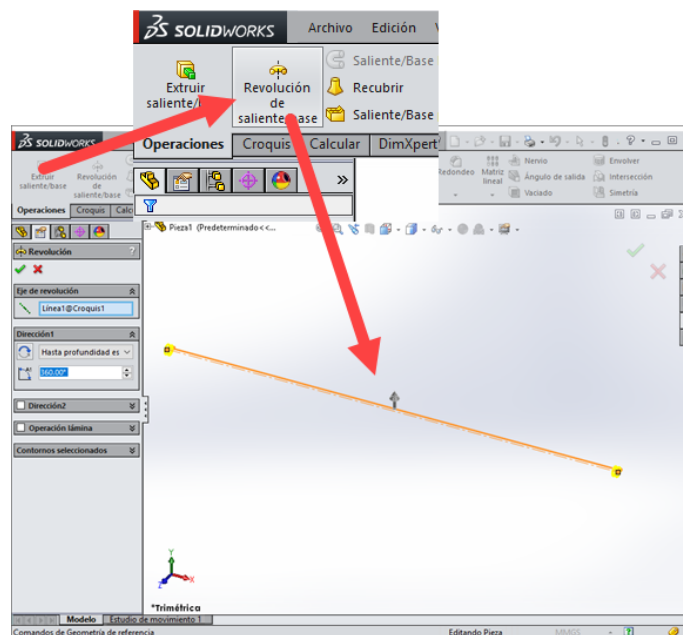 SOLIDWORKS Archivo Edición
Extruir saliente/
Revolución de saliente/base
Saliente/Base
Recubrir
Saliente/Base
Operaciones Croquis Calcular DimXpert
»
SOLIDWORKS
Extruir saliente/base
Revolución de saliente/base
Redondeo
Matriz lineal
Nervio
Ángulo de salida
Vaciado
Envolver
Intersección
Simetría
Operaciones Croquis Calc
Pieza1 (Predeterminado<<...
Revolución ?
Eje de revolución
Línea1@Croquis1
Dirección1
Hasta profundidad es
360.00°
Dirección2
Operación lámina
Contornos seleccionados
Y
X
Z
*Trimétrica
Modelo Estudio de movimiento 1
Comandos de Geometría de referencia Editando Pieza MMGS